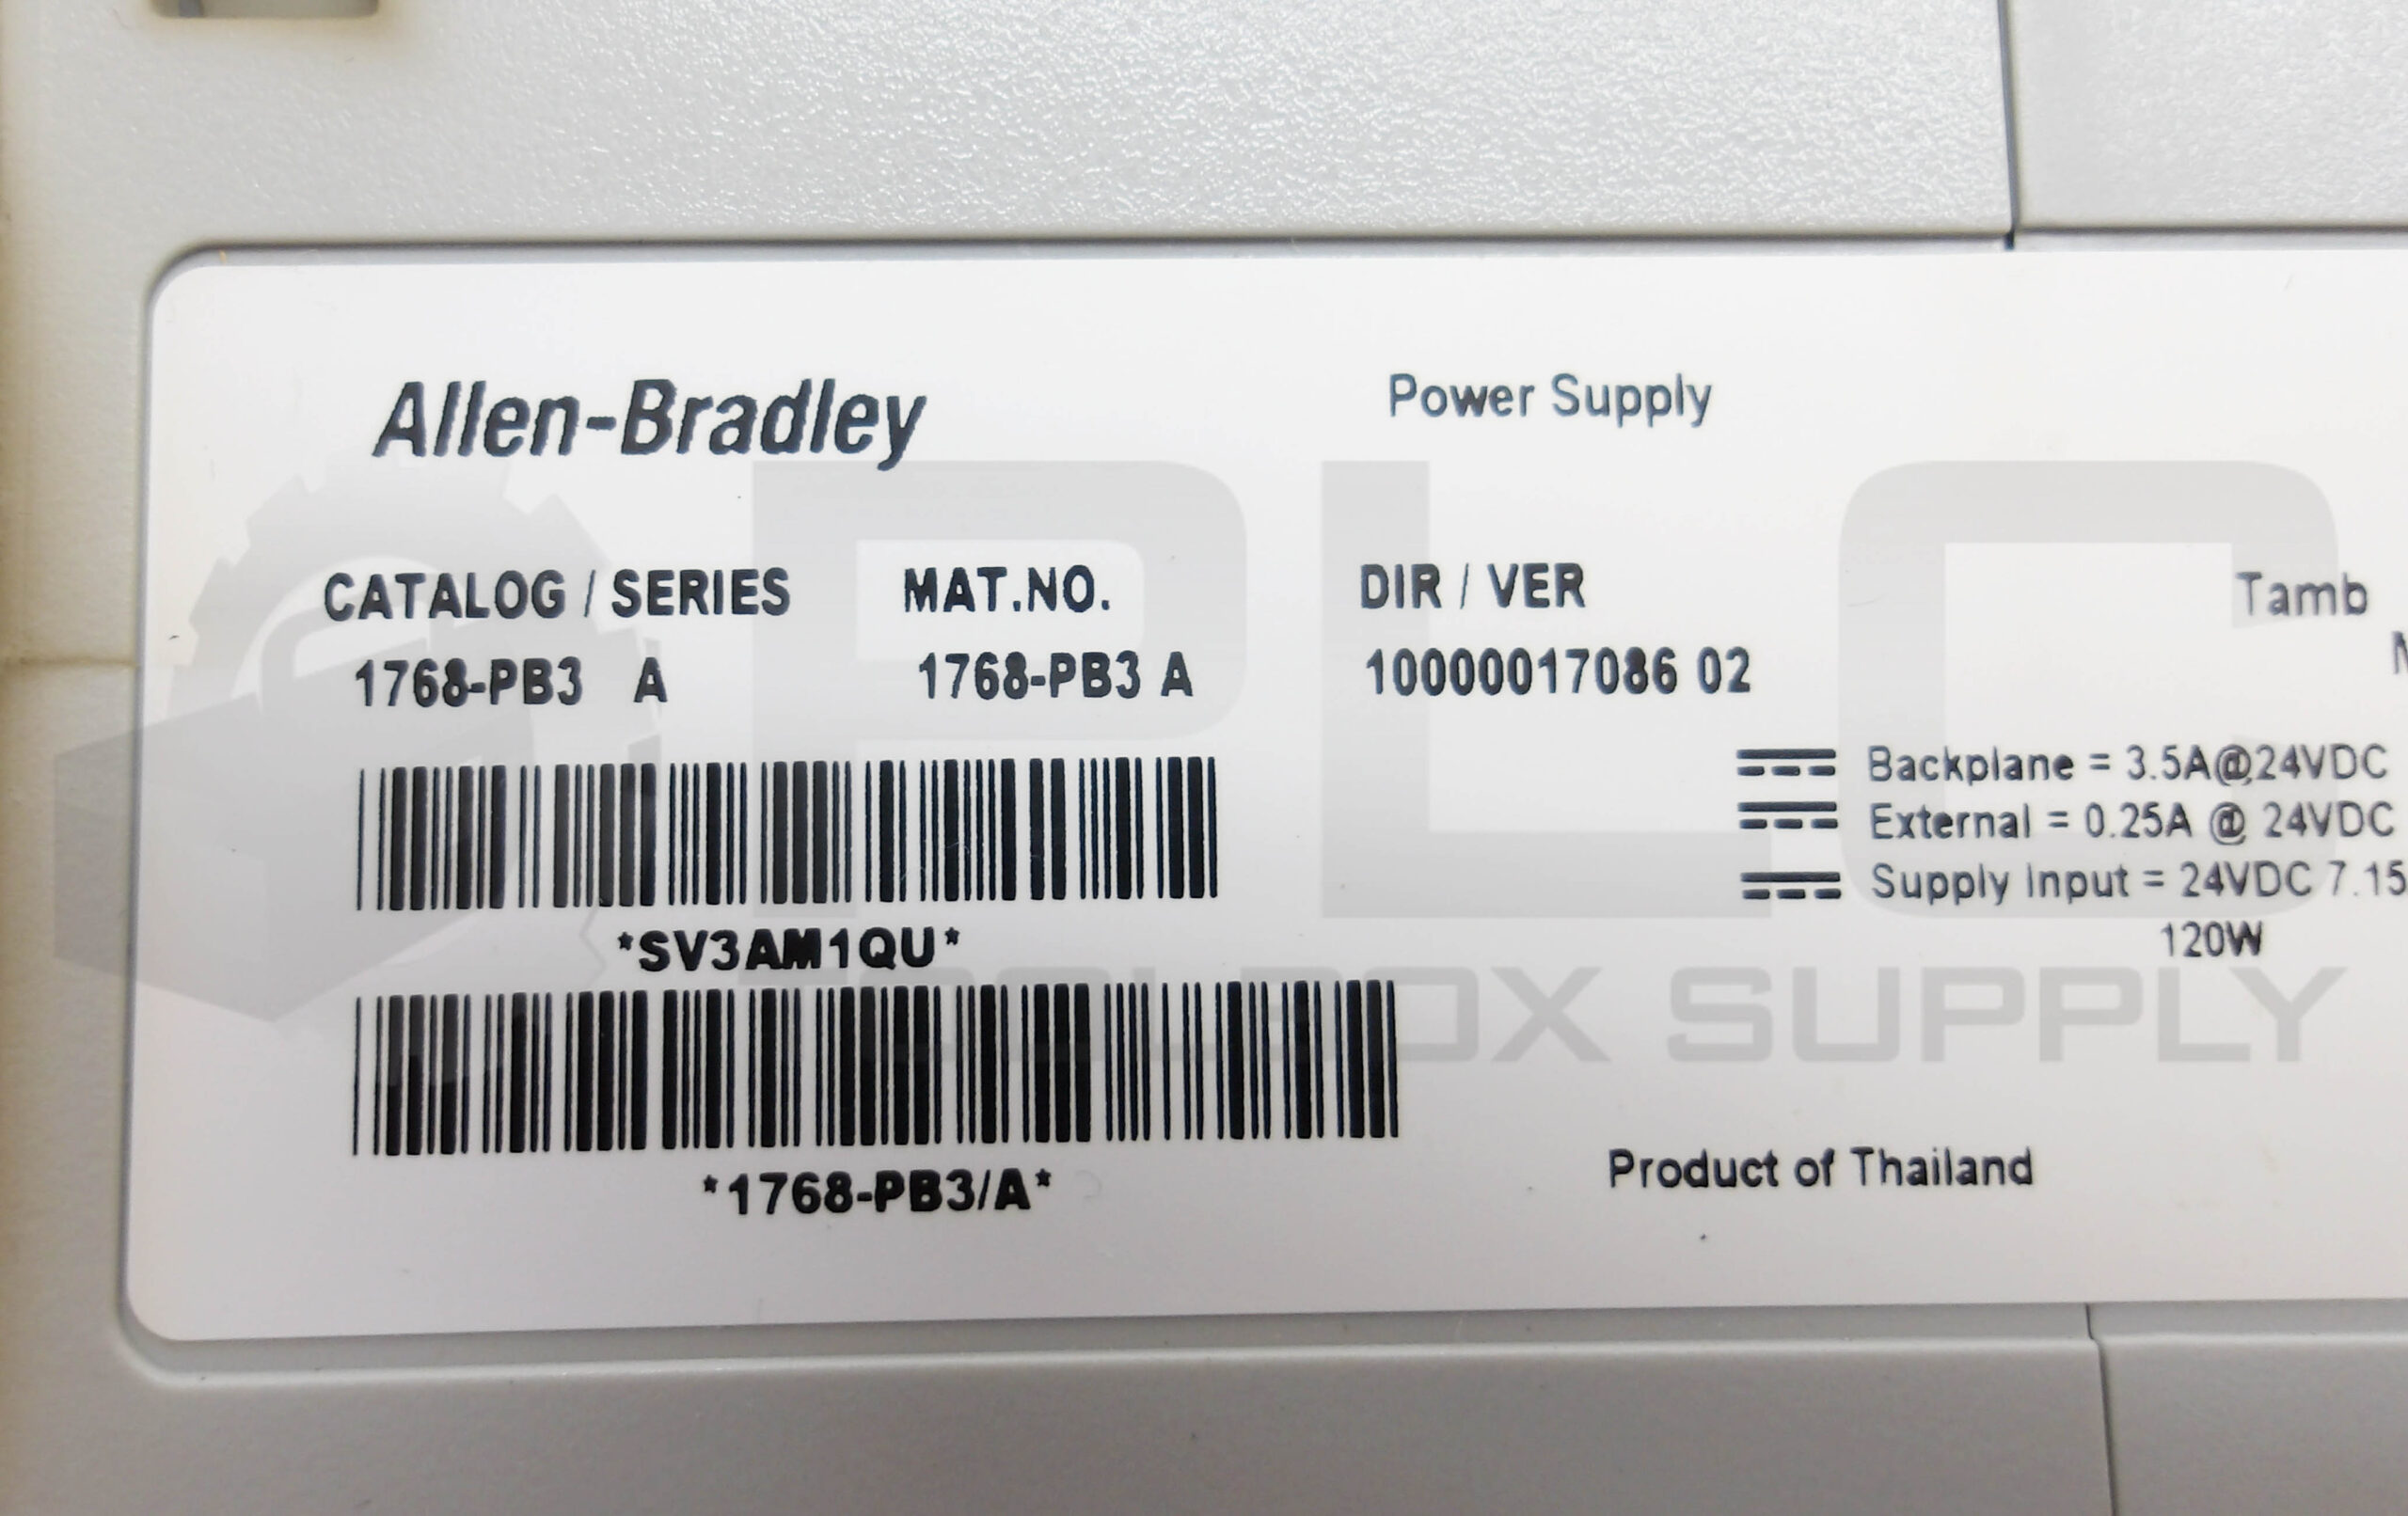 Allen-Bradley
Power Supply
CATALOG / SERIES MAT.NO. DIR / VER
Tamb
1768-PB3 A 1768-PB3 A 10000017086 02
Backplane = 3.5A@24VDC
External = 0.25A @ 24VDC
Supply Input = 24VDC 7.15
120W
*SV3AM1QU*
*1768-PB3/A*
Product of Thailand
PLC
TOOLBOX SUPPLY